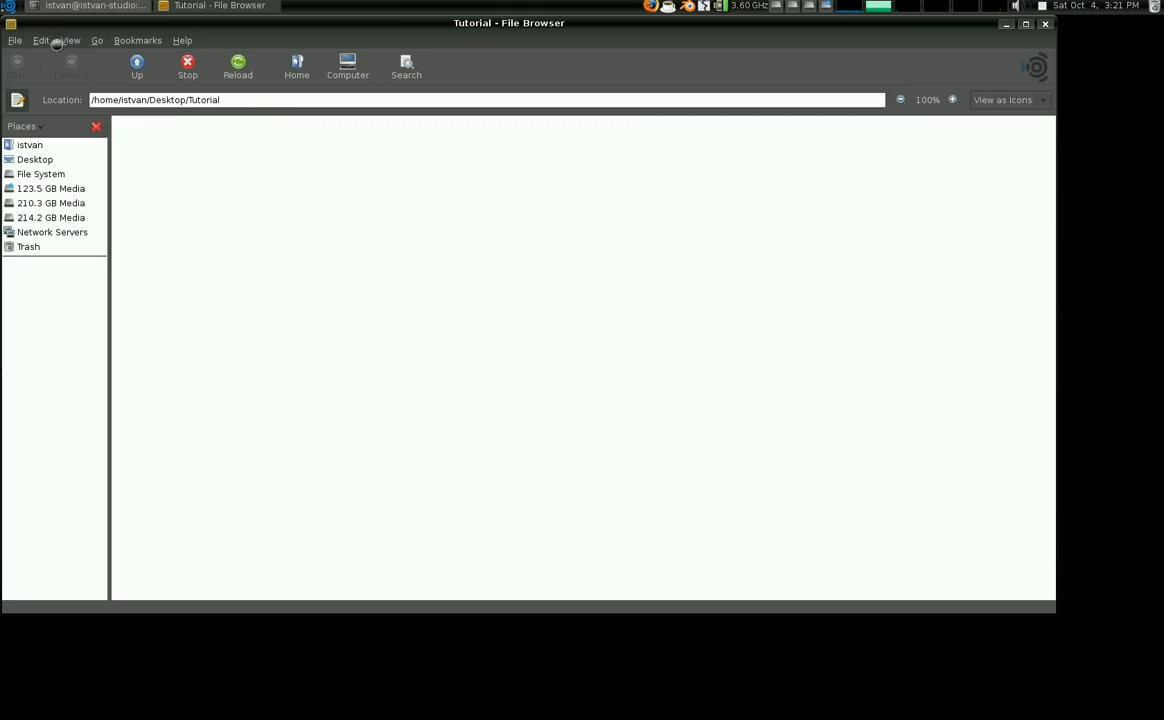 istvan@istvan-studio:... Tutorial - File Browser 3.60 GHz Sat Oct 4, 3:21 PM
Tutorial - File Browser
File Edit View Go Bookmarks Help
Back Forward Up Stop Reload Home Computer Search
Location: /home/istvan/Desktop/Tutorial 100% View as Icons
Places
istvan
Desktop
File System
123.5 GB Media
210.3 GB Media
214.2 GB Media
Network Servers
Trash